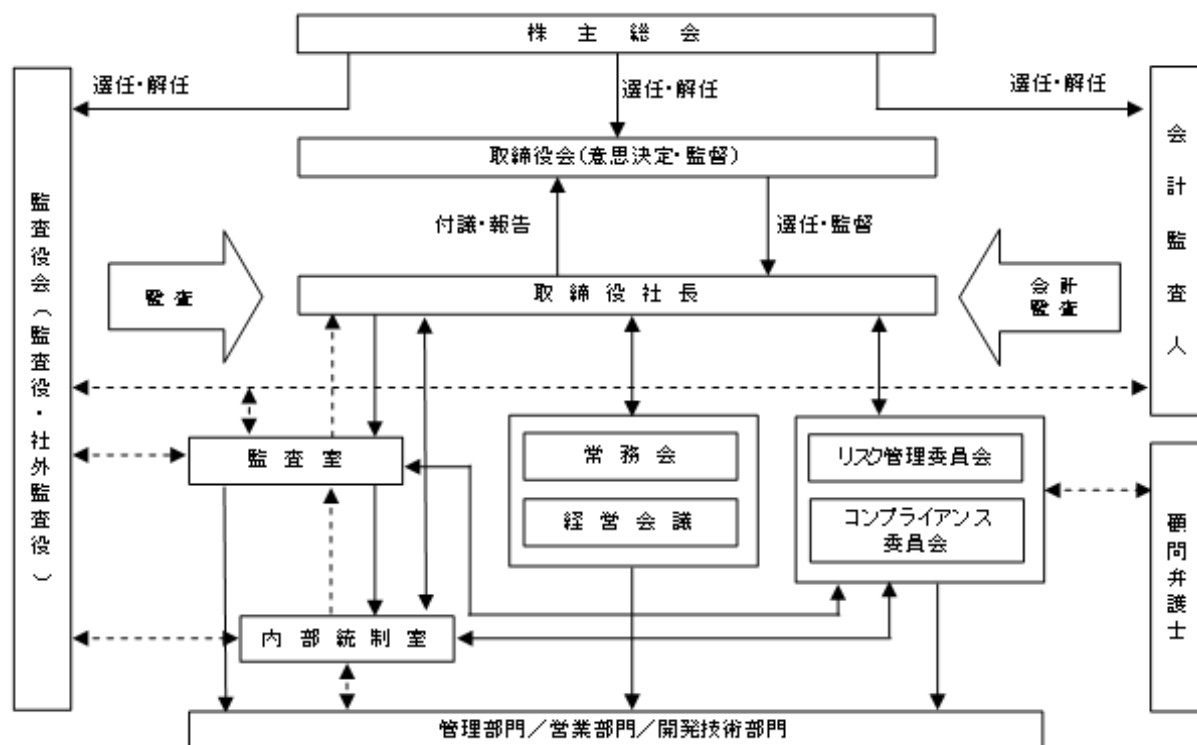 株主総会
選任・解任
選任・解任
選任・解任
取締役会(意思決定・監督)
付議・報告
選任・監督
監査役会(監査役・社外監査役)
会計監査人
監査
取締役社長
会計
監査
監査室
常務会
経営会議
リスク管理委員会
コンプライアンス
委員会
顧問弁護士
内部統制室
管理部門/営業部門/開発技術部門